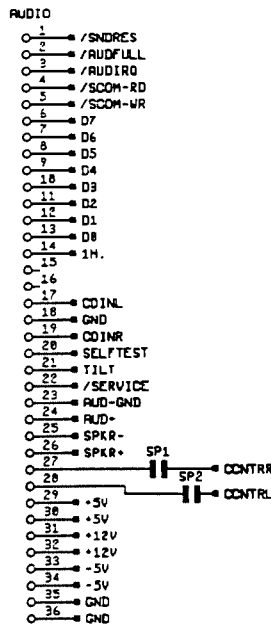 AUDIO
1 /SNDRES
2 /AUDFULL
3 /AUDIRQ
4 /SCOM-RD
5 /SCOM-WR
6 D7
7 D6
8 D5
9 D4
10 D3
11 D2
12 D1
13 D0
14 1H.
15
16
17 COINL
18 GND
19 COINR
20 SELFTEST
21 TILT
22 /SERVICE
23 AUD-GND
24 AUD+
25 SPKR-
26 SPKR+
27 SP1 CCNTRR
28 SP2 CCNTRL
29 +5V
30 +5V
31 +12V
32 +12V
33 -5V
34 -5V
35 GND
36 GND